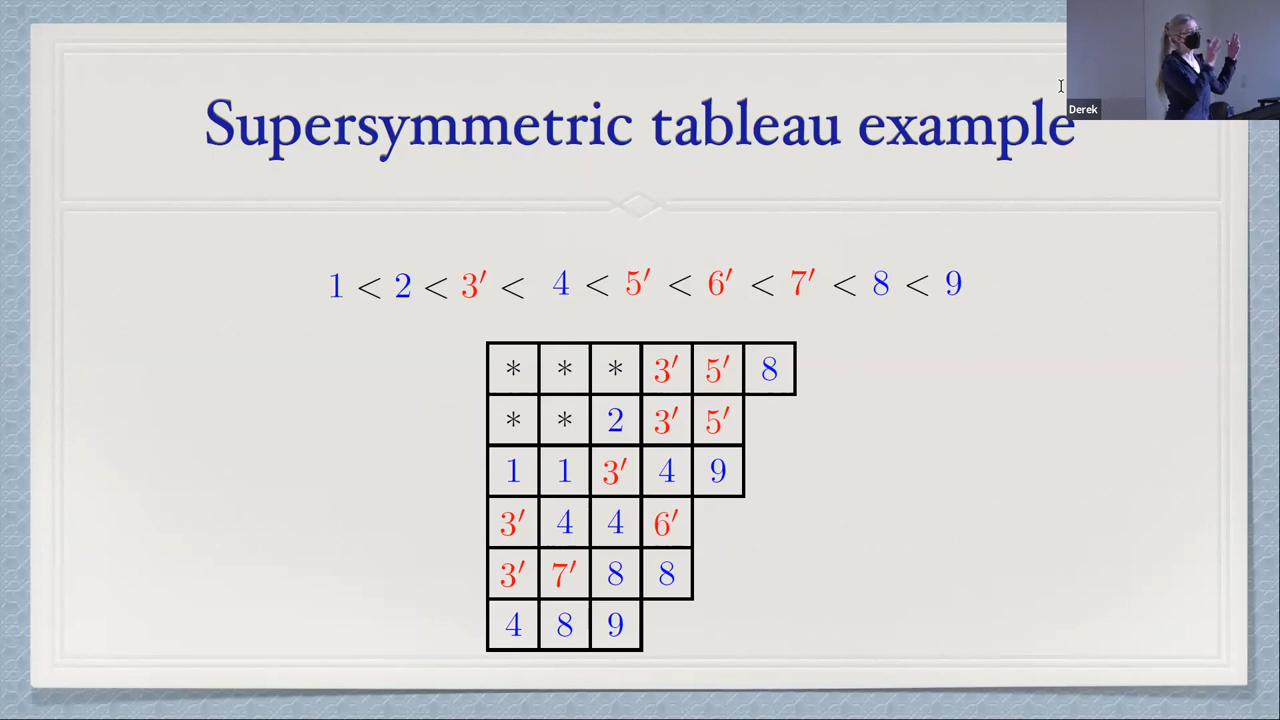 Derek
Supersymmetric tableau example
1 < 2 < 3′ < 4 < 5′ < 6′ < 7′ < 8 < 9
* * * 3′ 5′ 8
* * 2 3′ 5′
1 1 3′ 4 9
3′ 4 4 6′
3′ 7′ 8 8
4 8 9